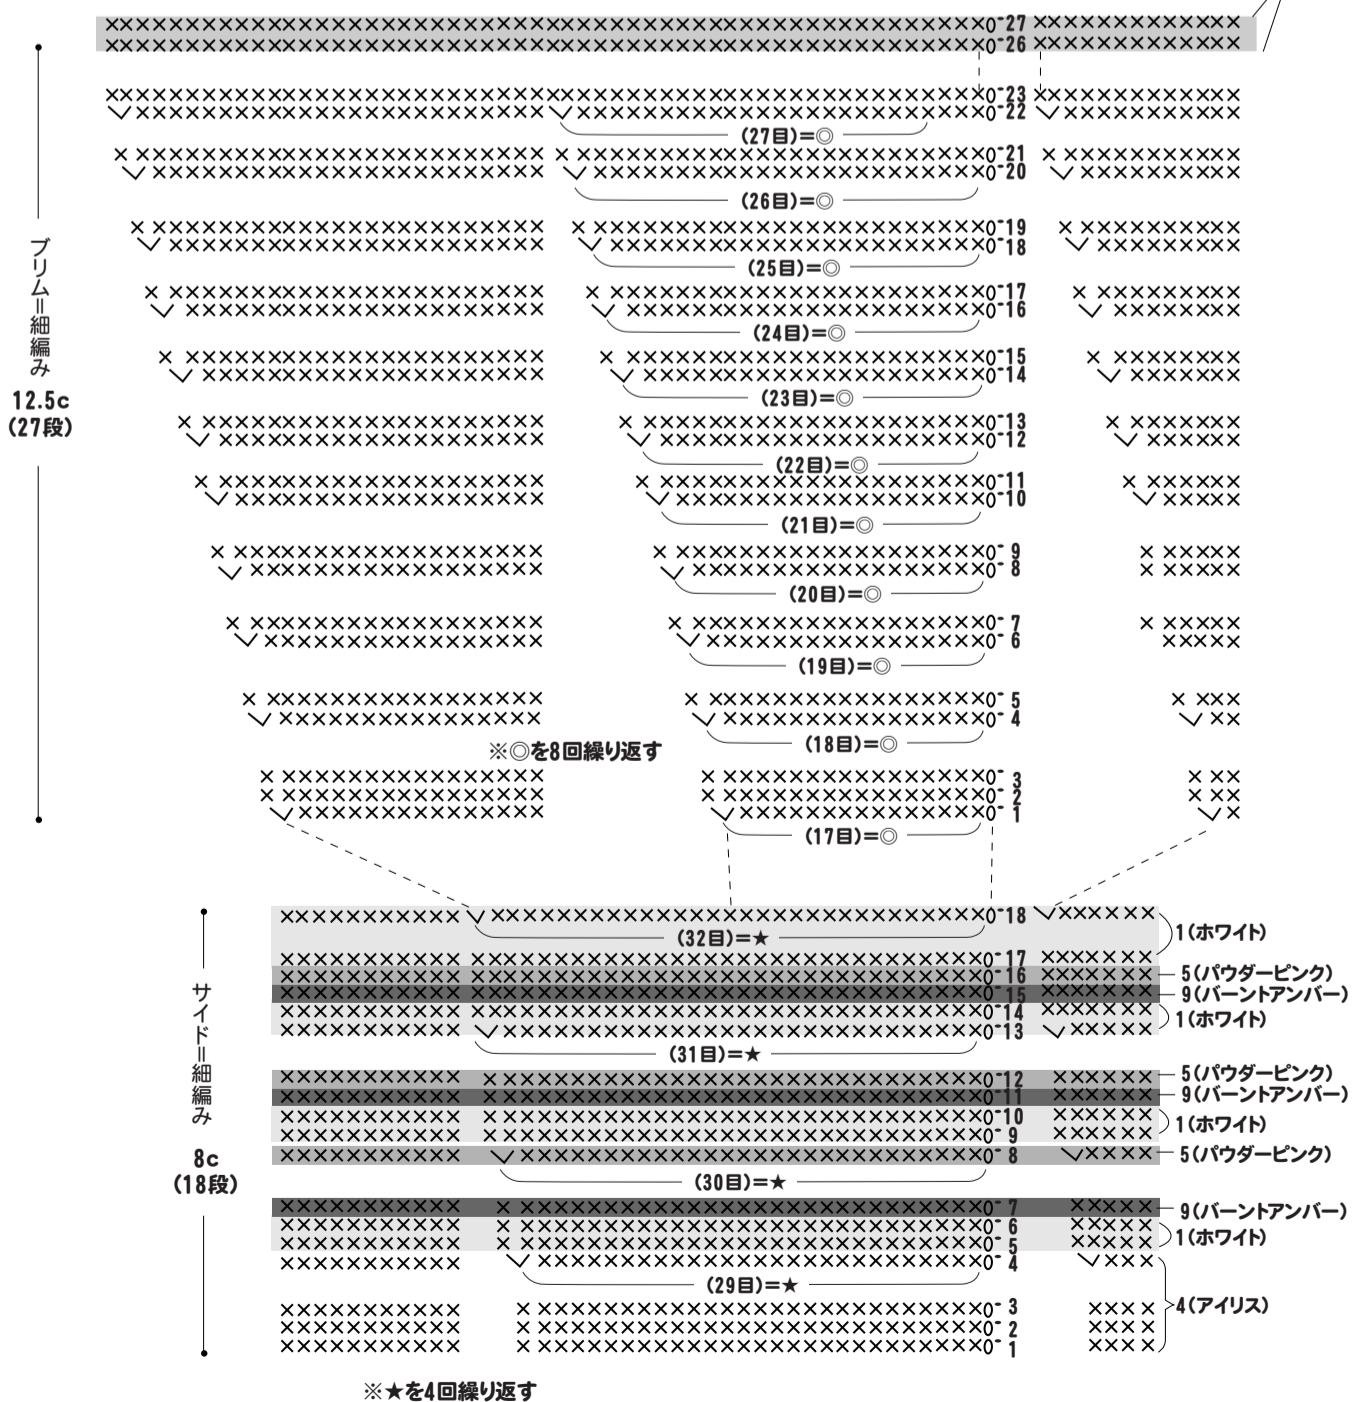 27
26
23
22
(27目)=◎
21
20
(26目)=◎
19
18
(25目)=◎
17
16
(24目)=◎
15
14
(23目)=◎
13
12
(22目)=◎
11
10
(21目)=◎
9
8
(20目)=◎
7
6
(19目)=◎
5
4
(18目)=◎
※◎を8回繰り返す
3
2
1
(17目)=◎
ブリム=細編み
12.5c
(27段)
18
1(ホワイト)
(32目)=★
17
16
5(パウダーピンク)
15
9(バーントアンバー)
14
1(ホワイト)
13
(31目)=★
12
5(パウダーピンク)
11
9(バーントアンバー)
10
1(ホワイト)
9
8
5(パウダーピンク)
(30目)=★
7
9(バーントアンバー)
6
1(ホワイト)
5
4
(29目)=★
3
4(アイリス)
2
1
サイド=細編み
8c
(18段)
※★を4回繰り返す